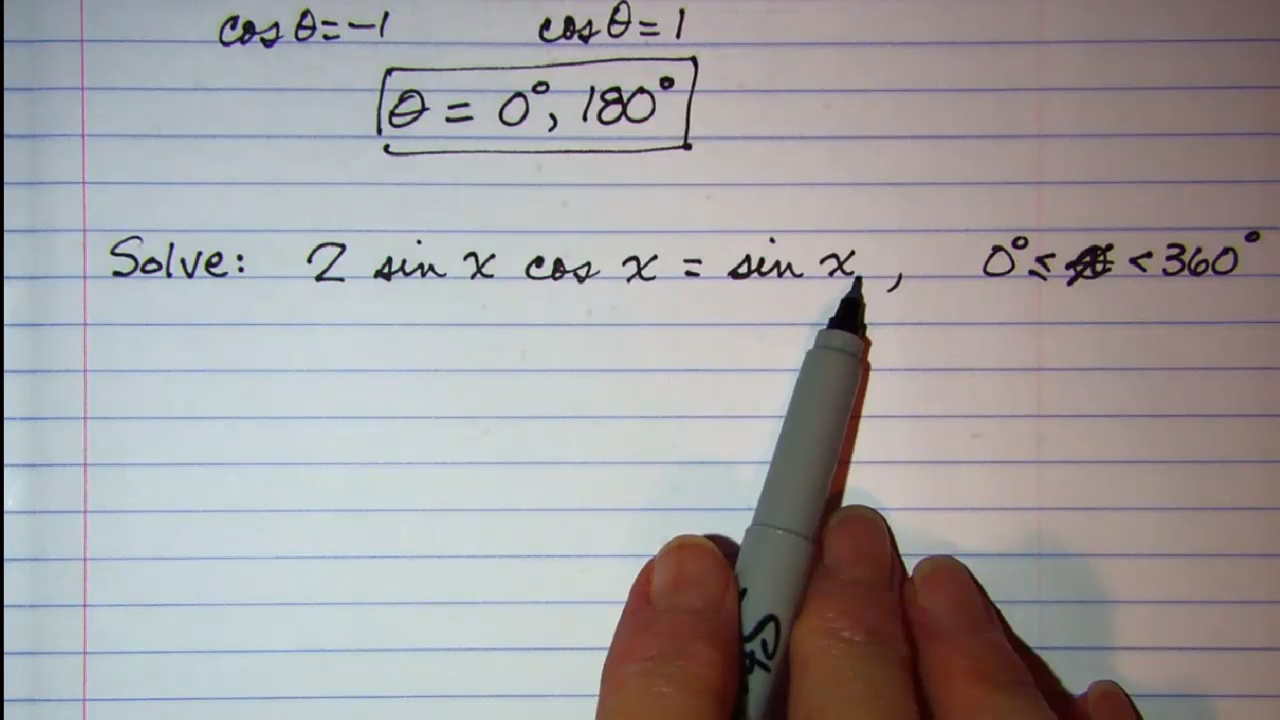 cos θ = -1 cos θ = 1
θ = 0°, 180°
Solve: 2 sin x cos x = sin x, 0° ≤ < 360°